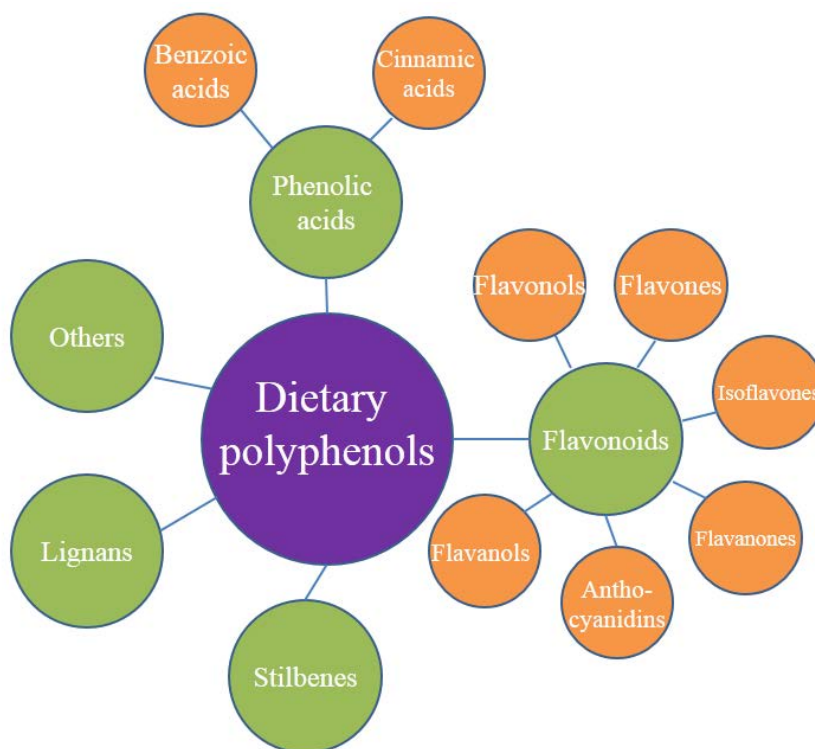 Benzoic
acids
Cinnamic
acids
Phenolic
acids
Flavonols
Flavones
Others
Isoflavones
Dietary
polyphenols
Flavonoids
Lignans
Flavanols
Flavanones
Antho-
cyanidins
Stilbenes